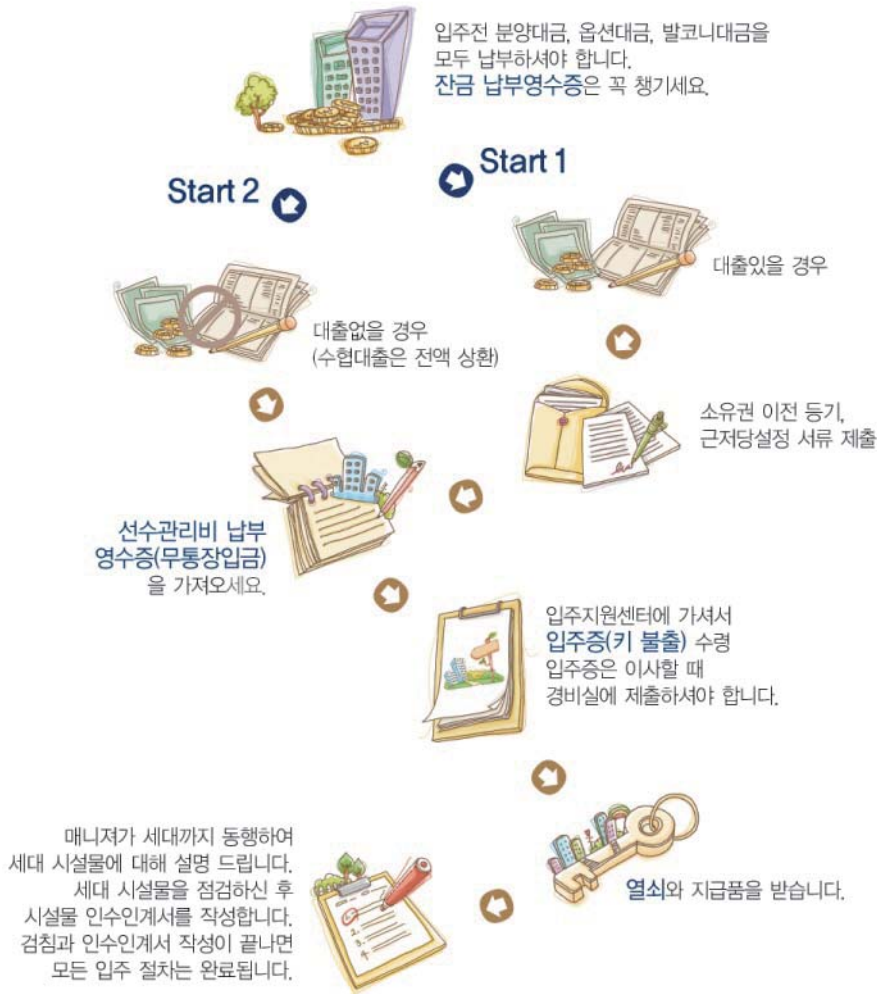 입주전 분양대금, 옵션대금, 발코니대금을
모두 납부하셔야 합니다.
잔금 납부영수증은 꼭 챙기세요.
Start 1
Start 2
대출있을 경우
대출없을 경우
(수협대출은 전액 상환)
소유권 이전 등기,
근저당설정 서류 제출
선수관리비 납부
영수증(무통장입금)
을 가져오세요.
입주지원센터에 가셔서
입주증(키 불출) 수령
입주증은 이사할 때
경비실에 제출하셔야 합니다.
열쇠와 지급품을 받습니다.
매니져가 세대까지 동행하여
세대 시설물에 대해 설명 드립니다.
세대 시설물을 점검하신 후
시설물 인수인계서를 작성합니다.
검침과 인수인계서 작성이 끝나면
모든 입주 절차는 완료됩니다.